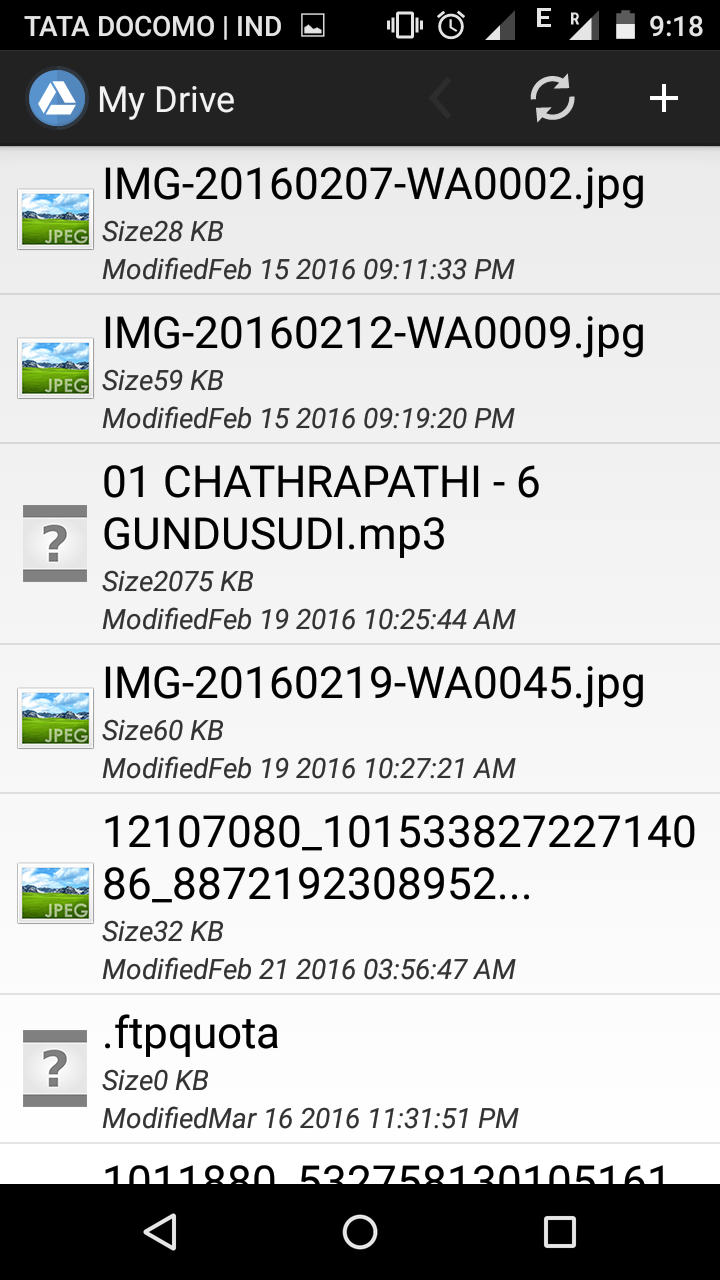 TATA DOCOMO | IND
E
R
9:18
My Drive
IMG-20160207-WA0002.jpg
JPEG
Size28 KB
ModifiedFeb 15 2016 09:11:33 PM
IMG-20160212-WA0009.jpg
JPEG
Size59 KB
ModifiedFeb 15 2016 09:19:20 PM
01 CHATHRAPATHI - 6
GUNDUSUDI.mp3
?
Size2075 KB
ModifiedFeb 19 2016 10:25:44 AM
IMG-20160219-WA0045.jpg
JPEG
Size60 KB
ModifiedFeb 19 2016 10:27:21 AM
12107080_101533827227140
86_8872192308952...
JPEG
Size32 KB
ModifiedFeb 21 2016 03:56:47 AM
.ftpquota
?
Size0 KB
ModifiedMar 16 2016 11:31:51 PM
1011880_532758130105161